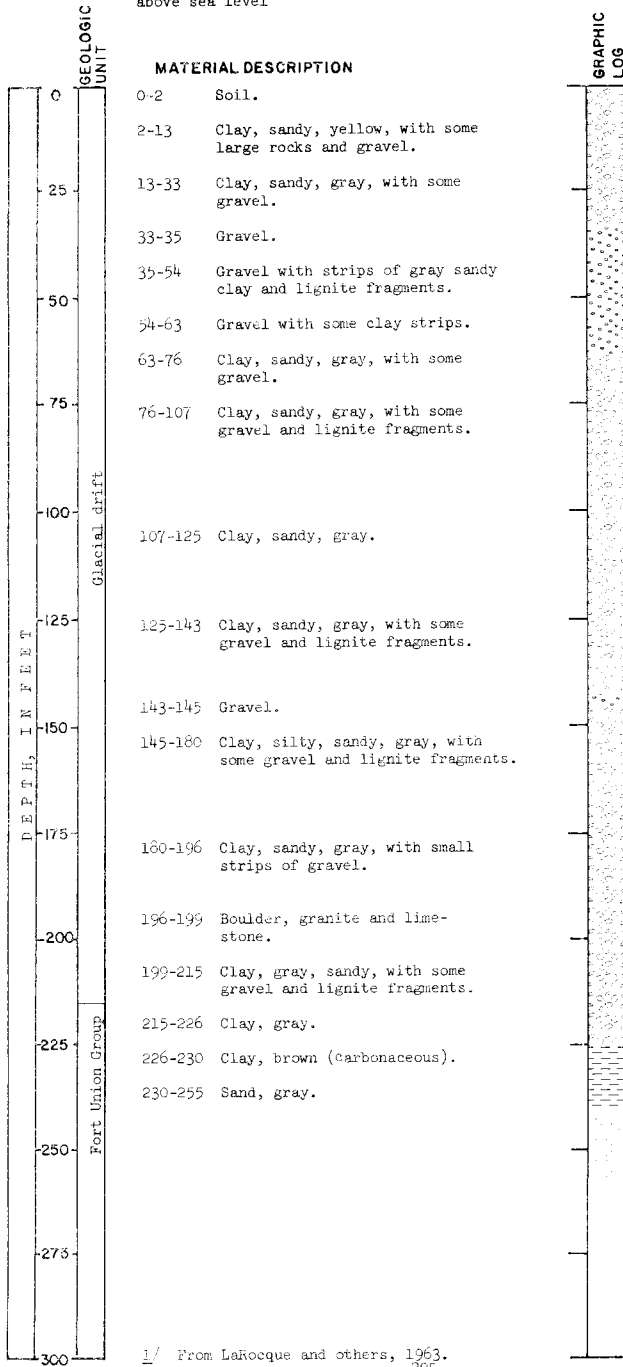 above sea level
GEOLOGIC
UNIT
MATERIAL DESCRIPTION
GRAPHIC
LOG
0
0-2 Soil.
2-13 Clay, sandy, yellow, with some
large rocks and gravel.
25
13-33 Clay, sandy, gray, with some
gravel.
33-35 Gravel.
35-54 Gravel with strips of gray sandy
clay and lignite fragments.
50
54-63 Gravel with some clay strips.
63-76 Clay, sandy, gray, with some
gravel.
75
76-107 Clay, sandy, gray, with some
gravel and lignite fragments.
Glacial drift
100
107-125 Clay, sandy, gray.
125
125-143 Clay, sandy, gray, with some
gravel and lignite fragments.
DEPTH, IN FEET
143-145 Gravel.
150
145-180 Clay, silty, sandy, gray, with
some gravel and lignite fragments.
175
180-196 Clay, sandy, gray, with small
strips of gravel.
196-199 Boulder, granite and lime-
stone.
200
199-215 Clay, gray, sandy, with some
gravel and lignite fragments.
215-226 Clay, gray.
225
Fort Union Group
226-230 Clay, brown (carbonaceous).
230-255 Sand, gray.
250
275
300
1/ From LaRocque and others, 1963.